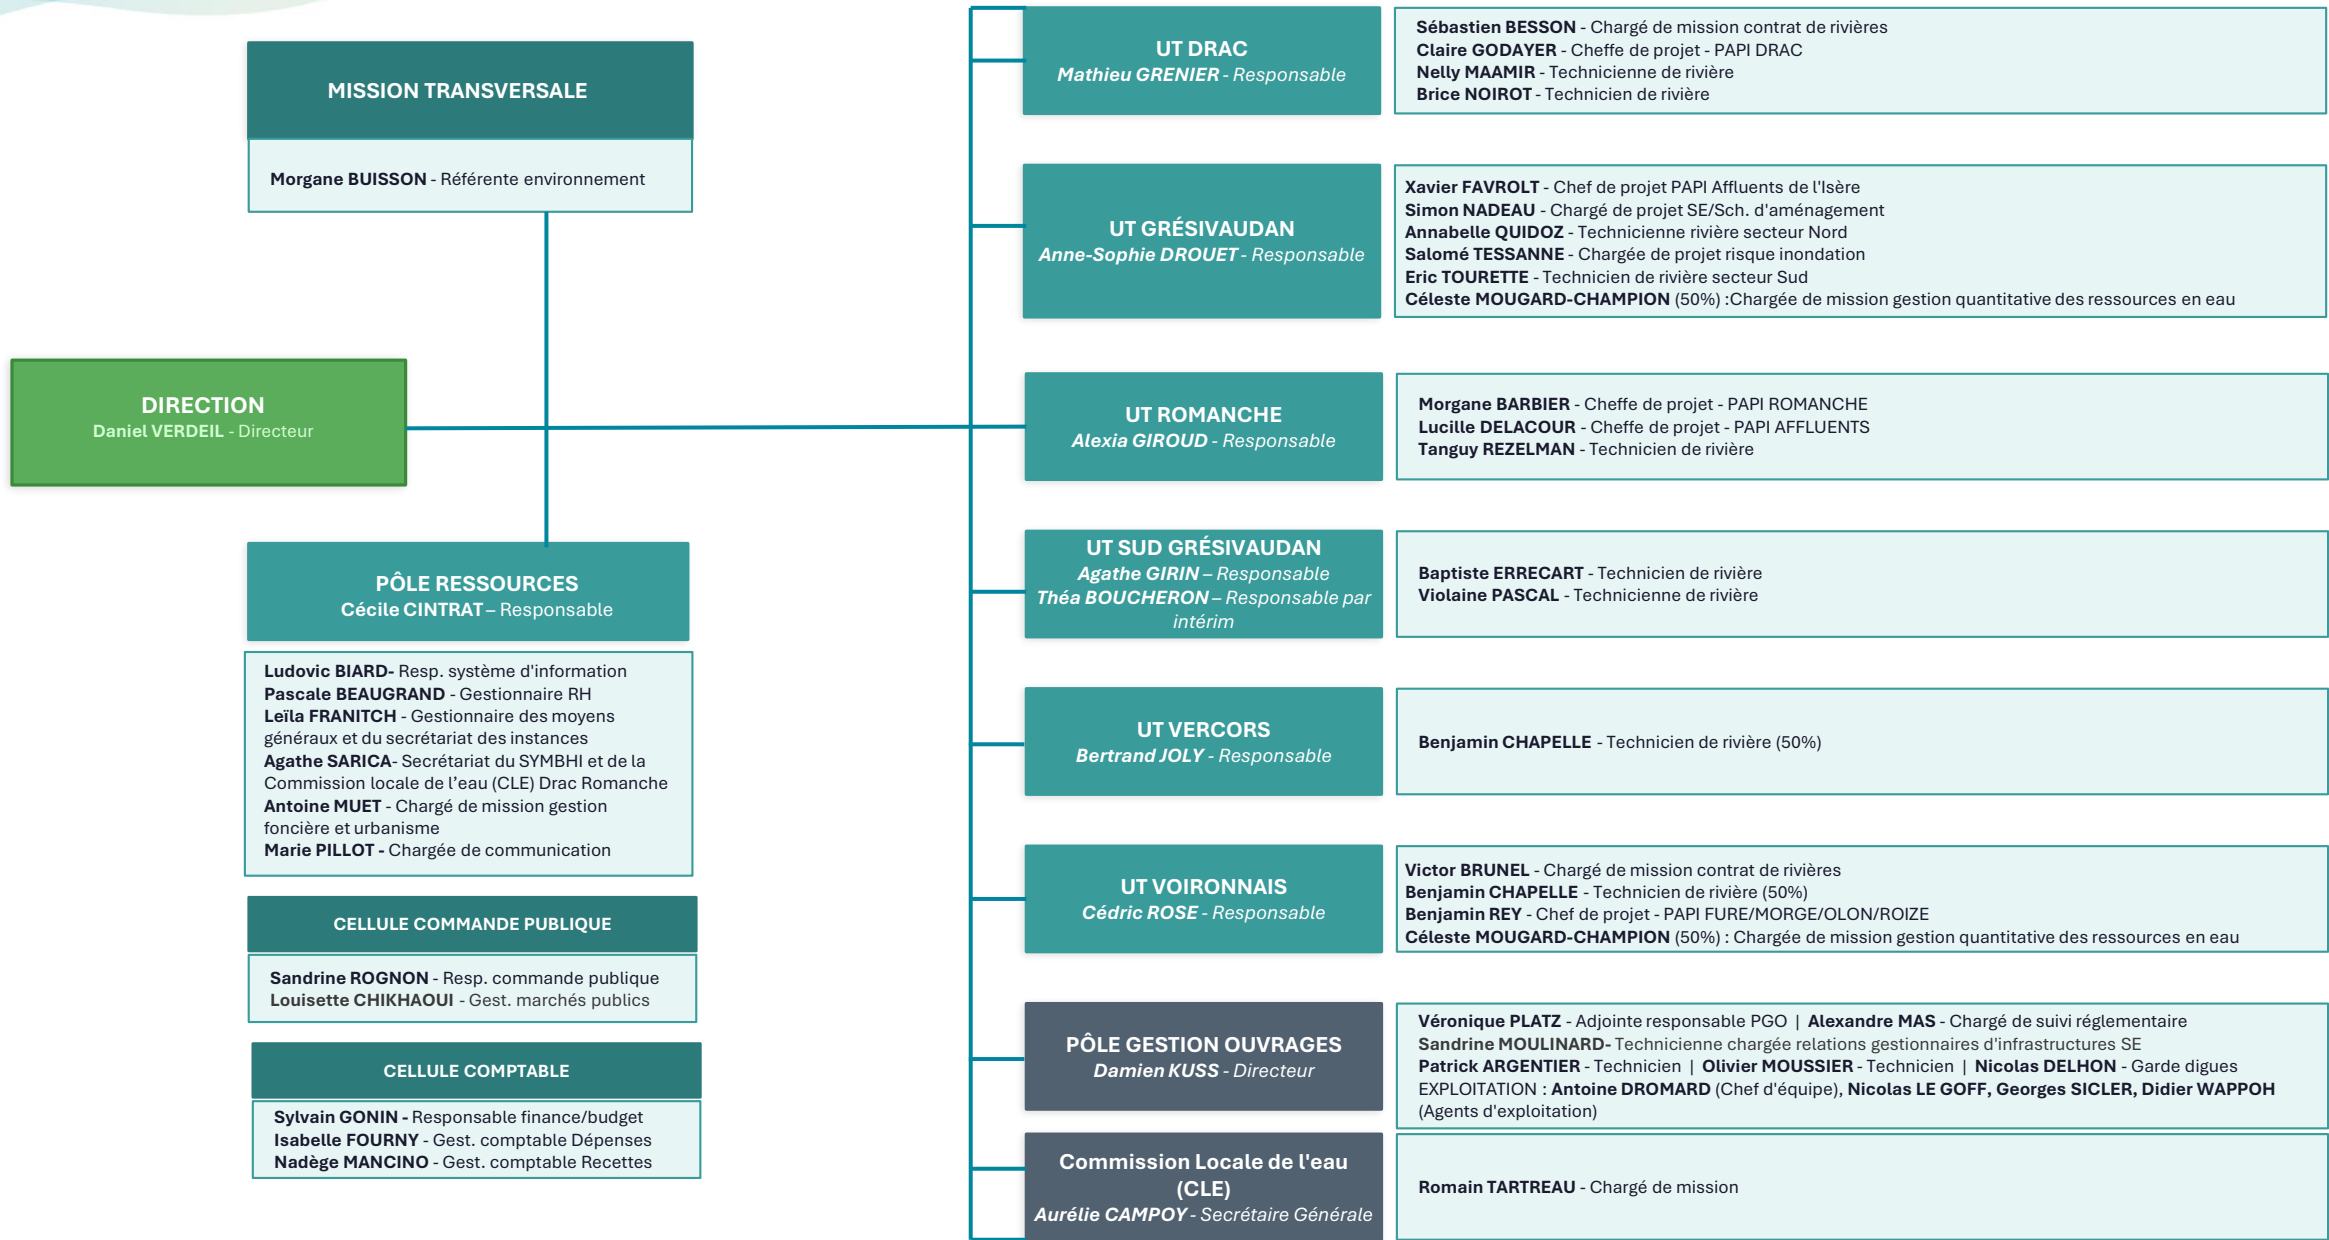 MISSION TRANSVERSALE
Morgane BUISSON - Référente environnement
DIRECTION
Daniel VERDEIL - Directeur
PÔLE RESSOURCES
Cécile CINTRAT – Responsable
Ludovic BIARD- Resp. système d'information
Pascale BEAUGRAND - Gestionnaire RH
Leïla FRANITCH - Gestionnaire des moyens
généraux et du secrétariat des instances
Agathe SARICA- Secrétariat du SYMBHI et de la
Commission locale de l’eau (CLE) Drac Romanche
Antoine MUET - Chargé de mission gestion
foncière et urbanisme
Marie PILLOT - Chargée de communication
CELLULE COMMANDE PUBLIQUE
Sandrine ROGNON - Resp. commande publique
Louisette CHIKHAOUI - Gest. marchés publics
CELLULE COMPTABLE
Sylvain GONIN - Responsable finance/budget
Isabelle FOURNY - Gest. comptable Dépenses
Nadège MANCINO - Gest. comptable Recettes
UT DRAC
Mathieu GRENIER - Responsable
Sébastien BESSON - Chargé de mission contrat de rivières
Claire GODAYER - Cheffe de projet - PAPI DRAC
Nelly MAAMIR - Technicienne de rivière
Brice NOIROT - Technicien de rivière
UT GRÉSIVAUDAN
Anne-Sophie DROUET - Responsable
Xavier FAVROLT - Chef de projet PAPI Affluents de l'Isère
Simon NADEAU - Chargé de projet SE/Sch. d'aménagement
Annabelle QUIDOZ - Technicienne rivière secteur Nord
Salomé TESSANNE - Chargée de projet risque inondation
Eric TOURETTE - Technicien de rivière secteur Sud
Céleste MOUGARD-CHAMPION (50%) :Chargée de mission gestion quantitative des ressources en eau
UT ROMANCHE
Alexia GIROUD - Responsable
Morgane BARBIER - Cheffe de projet - PAPI ROMANCHE
Lucille DELACOUR - Cheffe de projet - PAPI AFFLUENTS
Tanguy REZELMAN - Technicien de rivière
UT SUD GRÉSIVAUDAN
Agathe GIRIN – Responsable
Théa BOUCHERON – Responsable par
intérim
Baptiste ERRECART - Technicien de rivière
Violaine PASCAL - Technicienne de rivière
UT VERCORS
Bertrand JOLY - Responsable
Benjamin CHAPELLE - Technicien de rivière (50%)
UT VOIRONNAIS
Cédric ROSE - Responsable
Victor BRUNEL - Chargé de mission contrat de rivières
Benjamin CHAPELLE - Technicien de rivière (50%)
Benjamin REY - Chef de projet - PAPI FURE/MORGE/OLON/ROIZE
Céleste MOUGARD-CHAMPION (50%) : Chargée de mission gestion quantitative des ressources en eau
PÔLE GESTION OUVRAGES
Damien KUSS - Directeur
Véronique PLATZ - Adjointe responsable PGO | Alexandre MAS - Chargé de suivi réglementaire
Sandrine MOULINARD- Technicienne chargée relations gestionnaires d'infrastructures SE
Patrick ARGENTIER - Technicien | Olivier MOUSSIER - Technicien | Nicolas DELHON - Garde digues
EXPLOITATION : Antoine DROMARD (Chef d'équipe), Nicolas LE GOFF, Georges SICLER, Didier WAPPOH
(Agents d'exploitation)
Commission Locale de l'eau
(CLE)
Aurélie CAMPOY - Secrétaire Générale
Romain TARTREAU - Chargé de mission